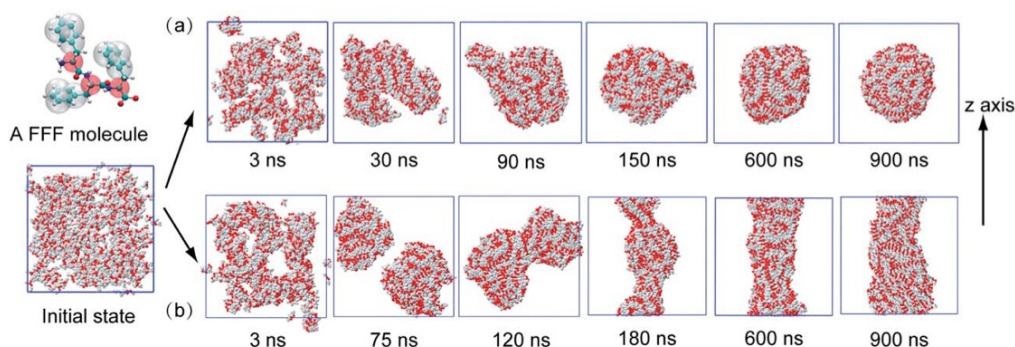 (a)
A FFF molecule
3 ns 30 ns 90 ns 150 ns 600 ns 900 ns
z axis
Initial state
(b)
3 ns 75 ns 120 ns 180 ns 600 ns 900 ns